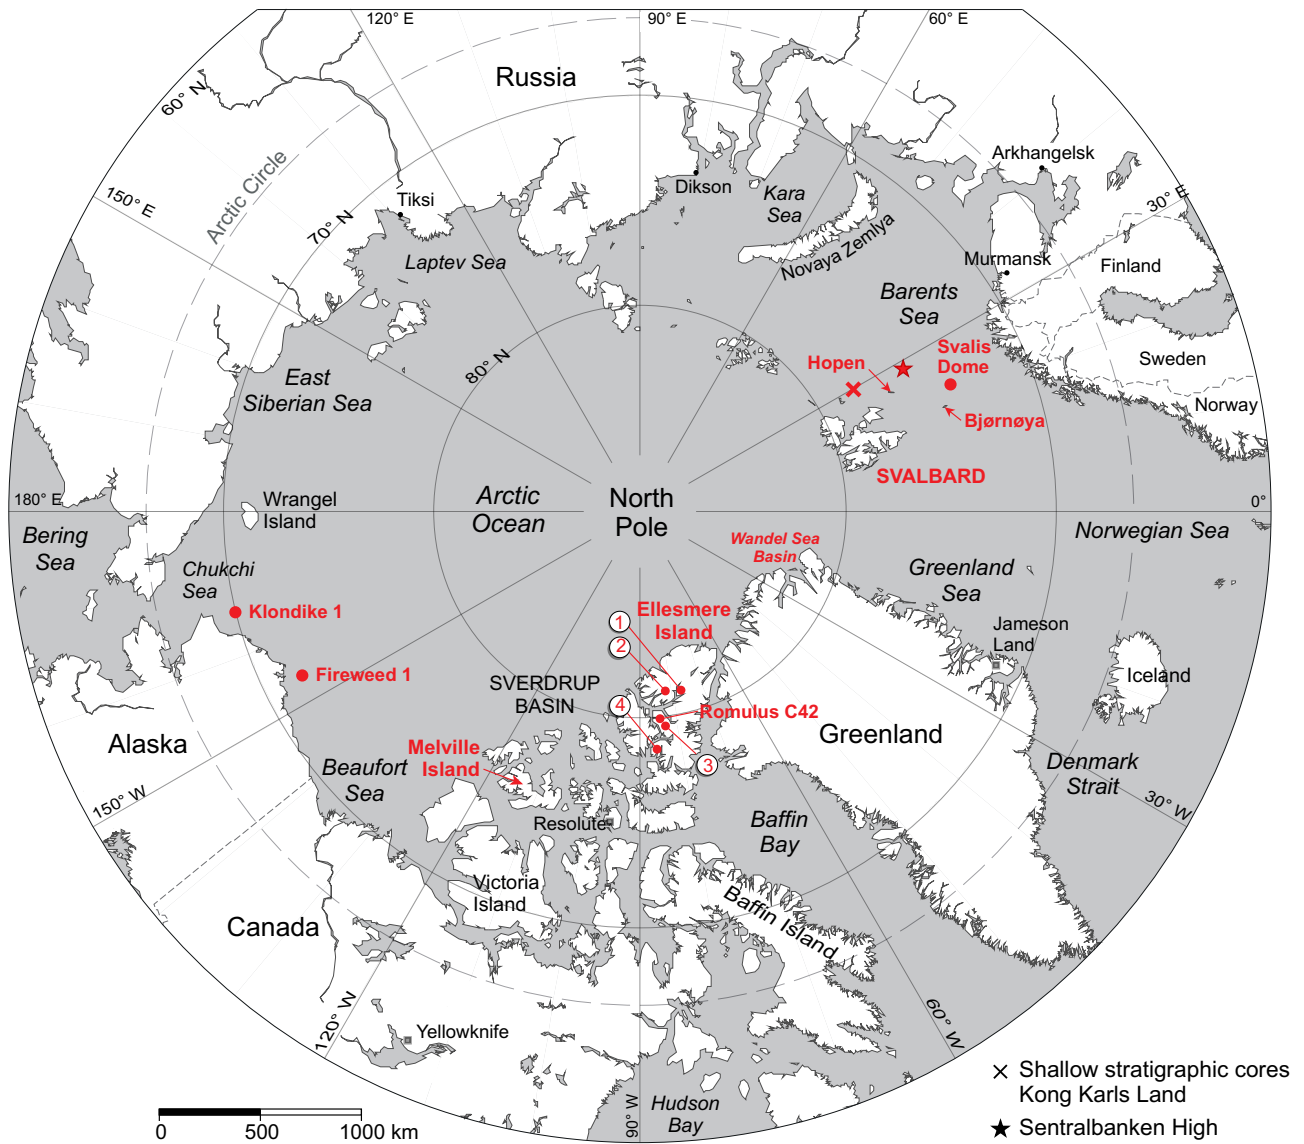 120° E
90° E
60° E
Russia
60° N
Arctic Circle
150° E
70° N
Tiksi
Dikson
Kara
Sea
Arkhangelsk
30° E
Novaya Zemlya
Murmansk
Finland
Laptev Sea
Barents
Sea
80° N
Hopen
Svalis
Dome
Sweden
East
Siberian Sea
Norway
Bjørnøya
SVALBARD
180° E
Wrangel
Island
Arctic
Ocean
North
Pole
0°
Bering
Sea
Norwegian Sea
Wandel Sea
Basin
Chukchi
Sea
Greenland
Sea
Klondike 1
Ellesmere
Island
1
2
Jameson
Land
Fireweed 1
SVERDRUP
BASIN
Iceland
4
Romulus C42
Alaska
Greenland
Melville
Island
3
Beaufort
Sea
Denmark
Strait
150° W
30° W
Resolute
Baffin
Bay
Victoria
Island
Baffin Island
Canada
120° W
Yellowknife
60° W
90° W
Hudson
Bay
0 500 1000 km
Shallow stratigraphic cores
Kong Karls Land
Sentralbanken High